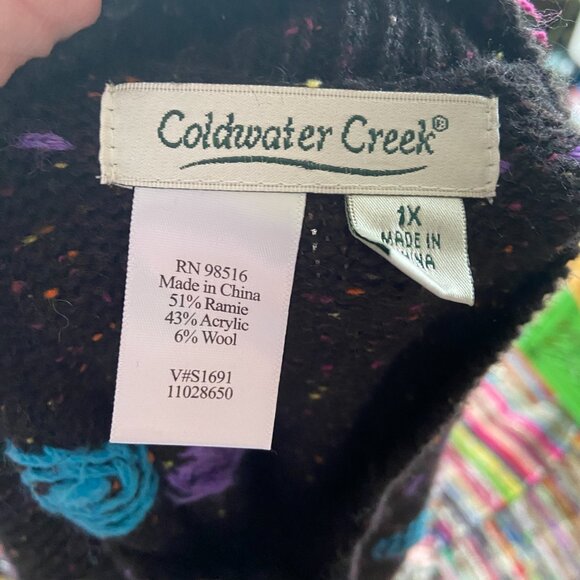 Coldwater Creek®
1X
MADE IN
RN 98516
Made in China
51% Ramie
43% Acrylic
6% Wool
V#S1691
11028650